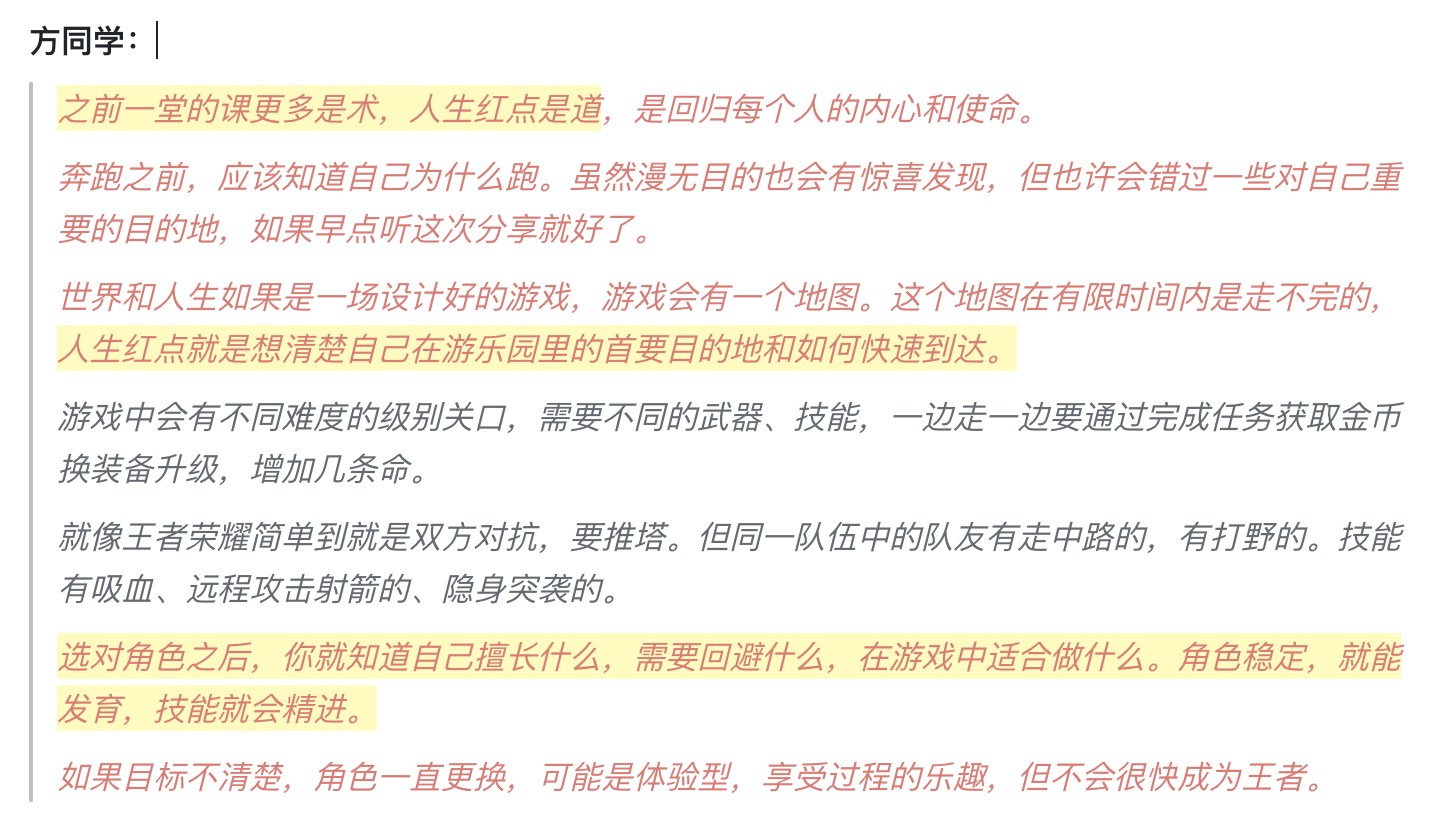 方同学：
之前一堂的课更多是术，人生红点是道，是回归每个人的内心和使命。
奔跑之前，应该知道自己为什么跑。虽然漫无目的也会有惊喜发现，但也许会错过一些对自己重
要的目的地，如果早点听这次分享就好了。
世界和人生如果是一场设计好的游戏，游戏会有一个地图。这个地图在有限时间内是走不完的，
人生红点就是想清楚自己在游乐园里的首要目的地和如何快速到达。
游戏中会有不同难度的级别关口，需要不同的武器、技能，一边走一边要通过完成任务获取金币
换装备升级，增加几条命。
就像王者荣耀简单到就是双方对抗，要推塔。但同一队伍中的队友有走中路的，有打野的。技能
有吸血、远程攻击射箭的、隐身突袭的。
选对角色之后，你就知道自己擅长什么，需要回避什么，在游戏中适合做什么。角色稳定，就能
发育，技能就会精进。
如果目标不清楚，角色一直更换，可能是体验型，享受过程的乐趣，但不会很快成为王者。